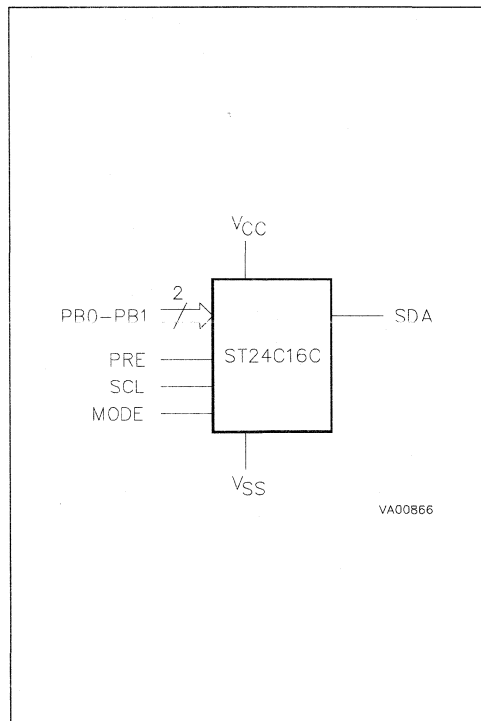 VCC
2
PB0-PB1
SDA
PRE
ST24C16C
SCL
MODE
VSS
VA00866